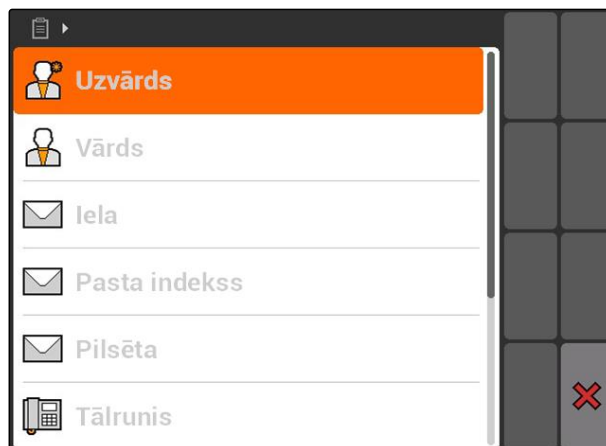 Uzvārds
Vārds
Iela
Pasta indekss
Pilsēta
Tālrunis